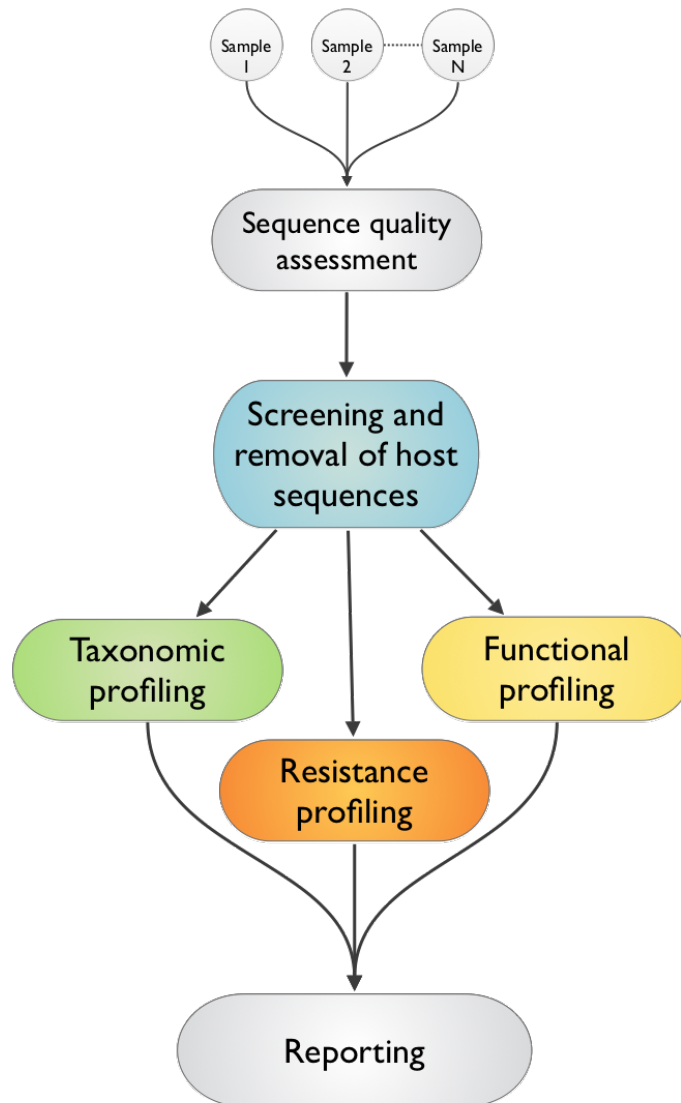 Sample
1
Sample
2
Sample
N
Sequence quality
assessment
Screening and
removal of host
sequences
Taxonomic
profiling
Functional
profiling
Resistance
profiling
Reporting